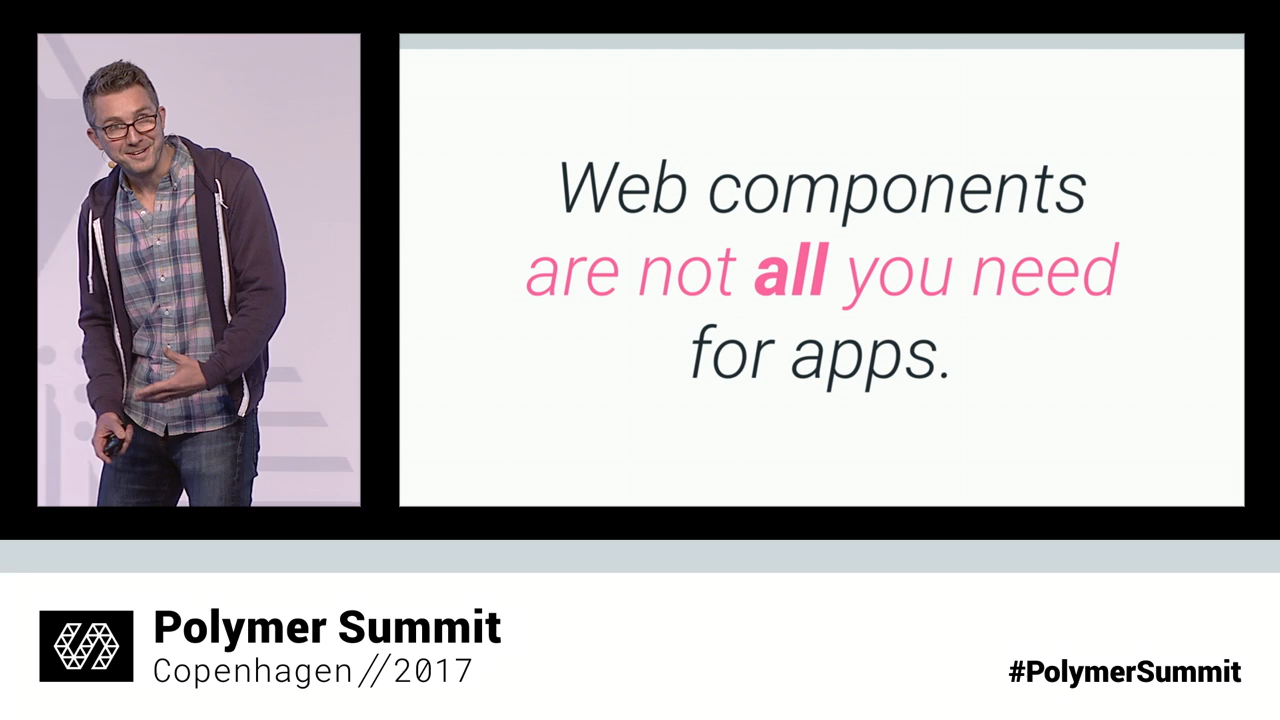 Web components
are not all you need
for apps.
Polymer Summit
Copenhagen//2017
#PolymerSummit